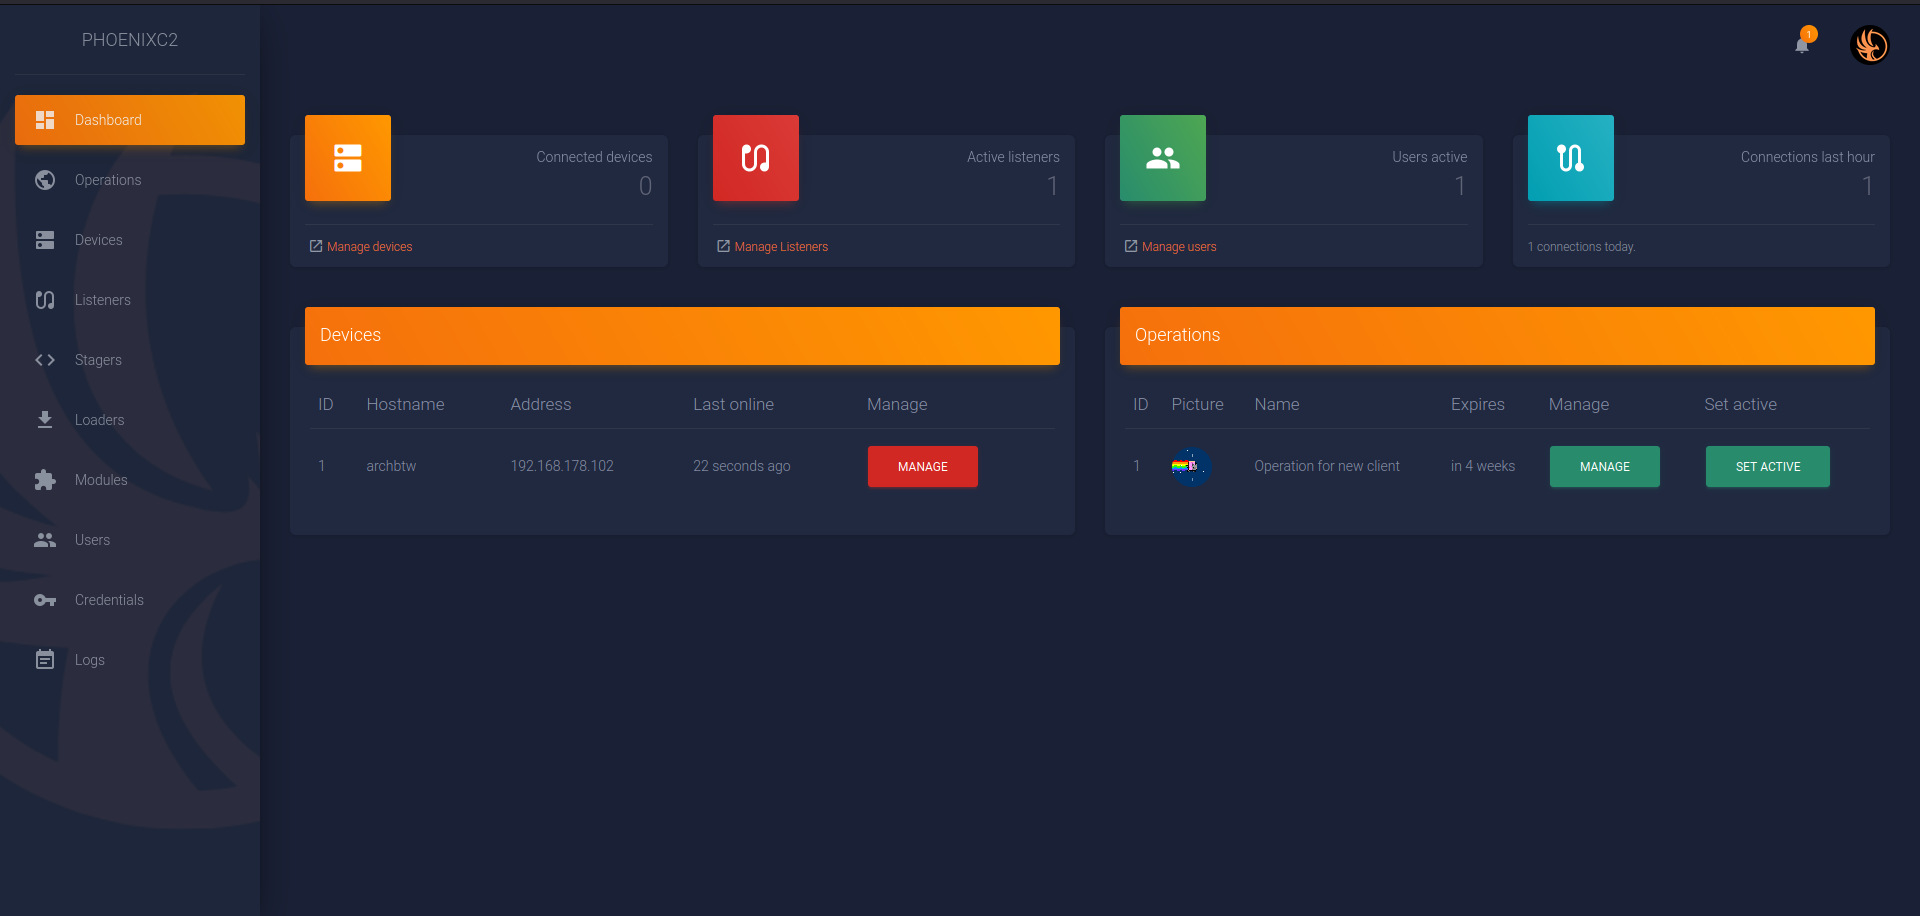 PHOENIXC2
1
Dashboard
Operations
Devices
Listeners
Stagers
Loaders
Modules
Users
Credentials
Logs
Connected devices
0
Manage devices
Active listeners
1
Manage Listeners
Users active
1
Manage users
Connections last hour
1
1 connections today.
Devices
ID Hostname Address Last online Manage
1 archbtw 192.168.178.102 22 seconds ago MANAGE
Operations
ID Picture Name Expires Manage Set active
1 Operation for new client in 4 weeks MANAGE SET ACTIVE